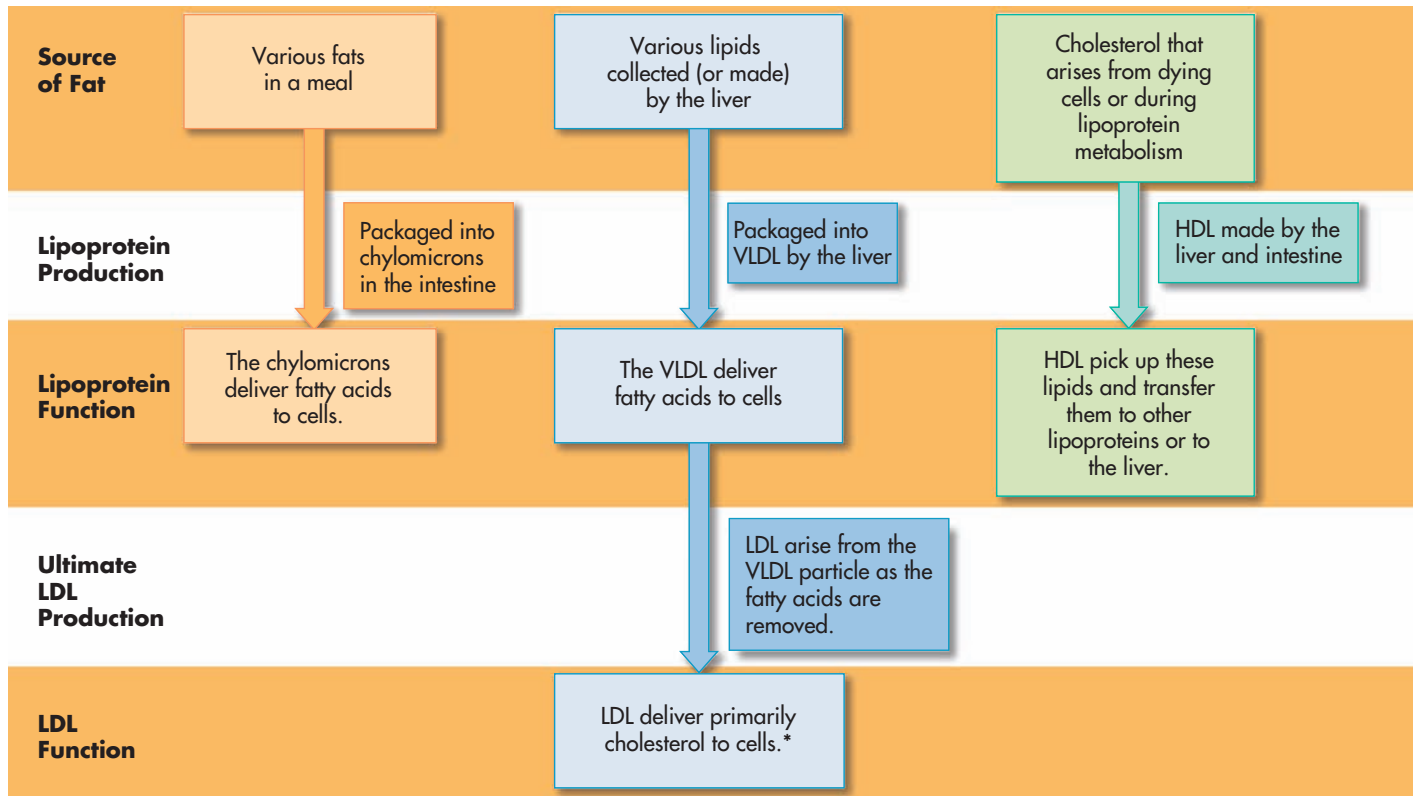 Source
of Fat
Various fats
in a meal
Various lipids
collected (or made)
by the liver
Cholesterol that
arises from dying
cells or during
lipoprotein
metabolism
Lipoprotein
Production
Packaged into
chylomicrons
in the intestine
Packaged into
VLDL by the liver
HDL made by the
liver and intestine
Lipoprotein
Function
The chylomicrons
deliver fatty acids
to cells.
The VLDL deliver
fatty acids to cells
HDL pick up these
lipids and transfer
them to other
lipoproteins or to
the liver.
Ultimate
LDL
Production
LDL arise from the
VLDL particle as the
fatty acids are
removed.
LDL
Function
LDL deliver primarily
cholesterol to cells.*